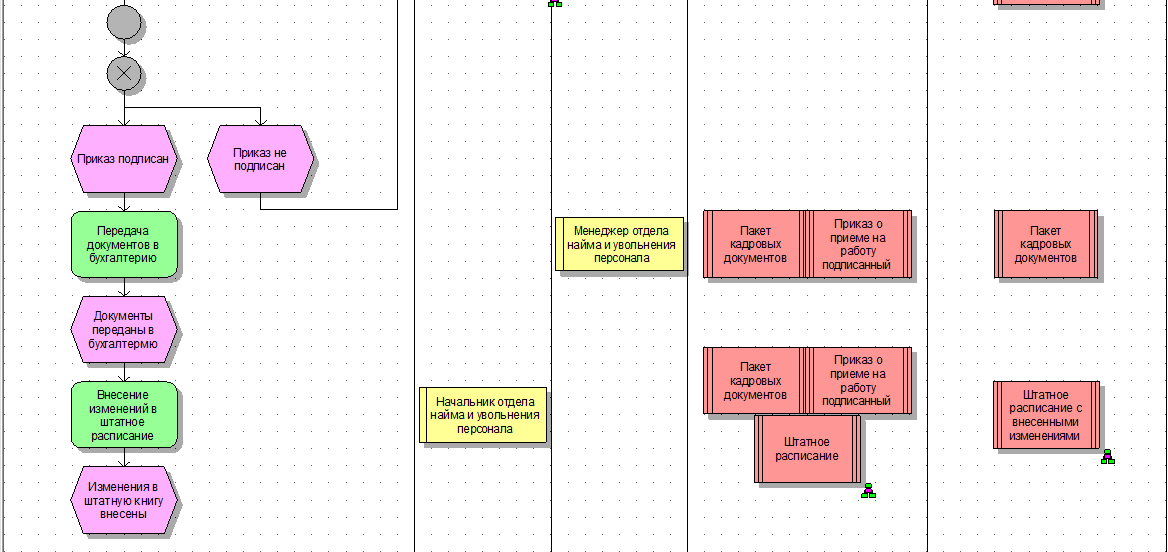 Приказ подписан
Приказ не
подписан
Передача
документов в
бухгалтерию
Менеджер отдела
найма и увольнения
персонала
Пакет
кадровых
документов
Приказ о
приеме на
работу
подписанный
Пакет
кадровых
документов
Документы
переданы в
бухгалтермю
Внесение
изменений в
штатное
расписание
Начальник отдела
найма и увольнения
персонала
Пакет
кадровых
документов
Приказ о
приеме на
работу
подписанный
Штатное
расписание
Штатное
расписание с
внесенными
изменениями
Изменения в
штатную книгу
внесены